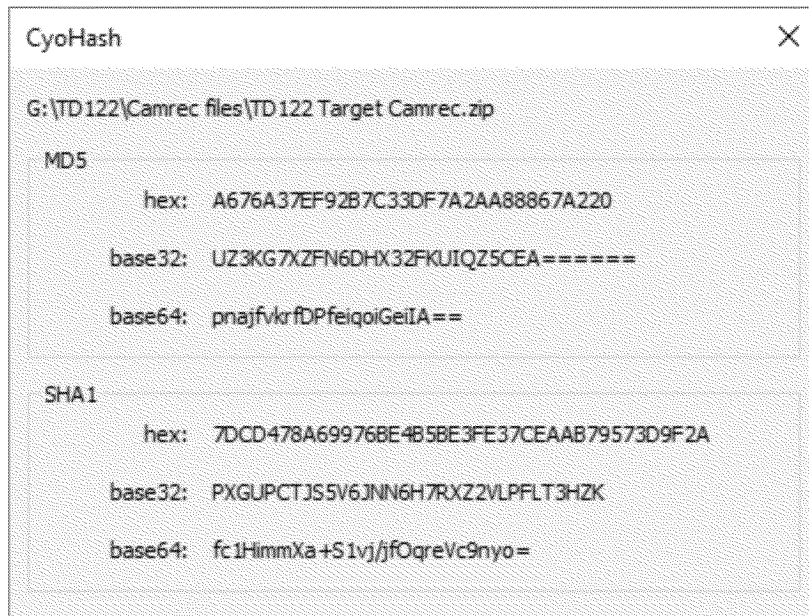 CyoHash
G:\TD122\Camrec files\TD122 Target Camrec.zip
MD5
hex: A676A37EF92B7C33DF7A2AA88867A220
base32: UZ3KG7XZFN6DHX32FKUIQZ5CEA======
base64: pnajfvkrfDPfeiqoiGeiIA==
SHA1
hex: 7DCD478A69976BE4B5BE3FE37CEAAB79573D9F2A
base32: PXGUPCTJS5V6JNN6H7RXZ2VLPFLT3HZK
base64: fc1HimmXa+S1vj/jfOqreVc9nyo=